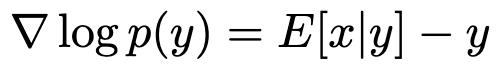 ∇ log p(y) = E[x|y] − y